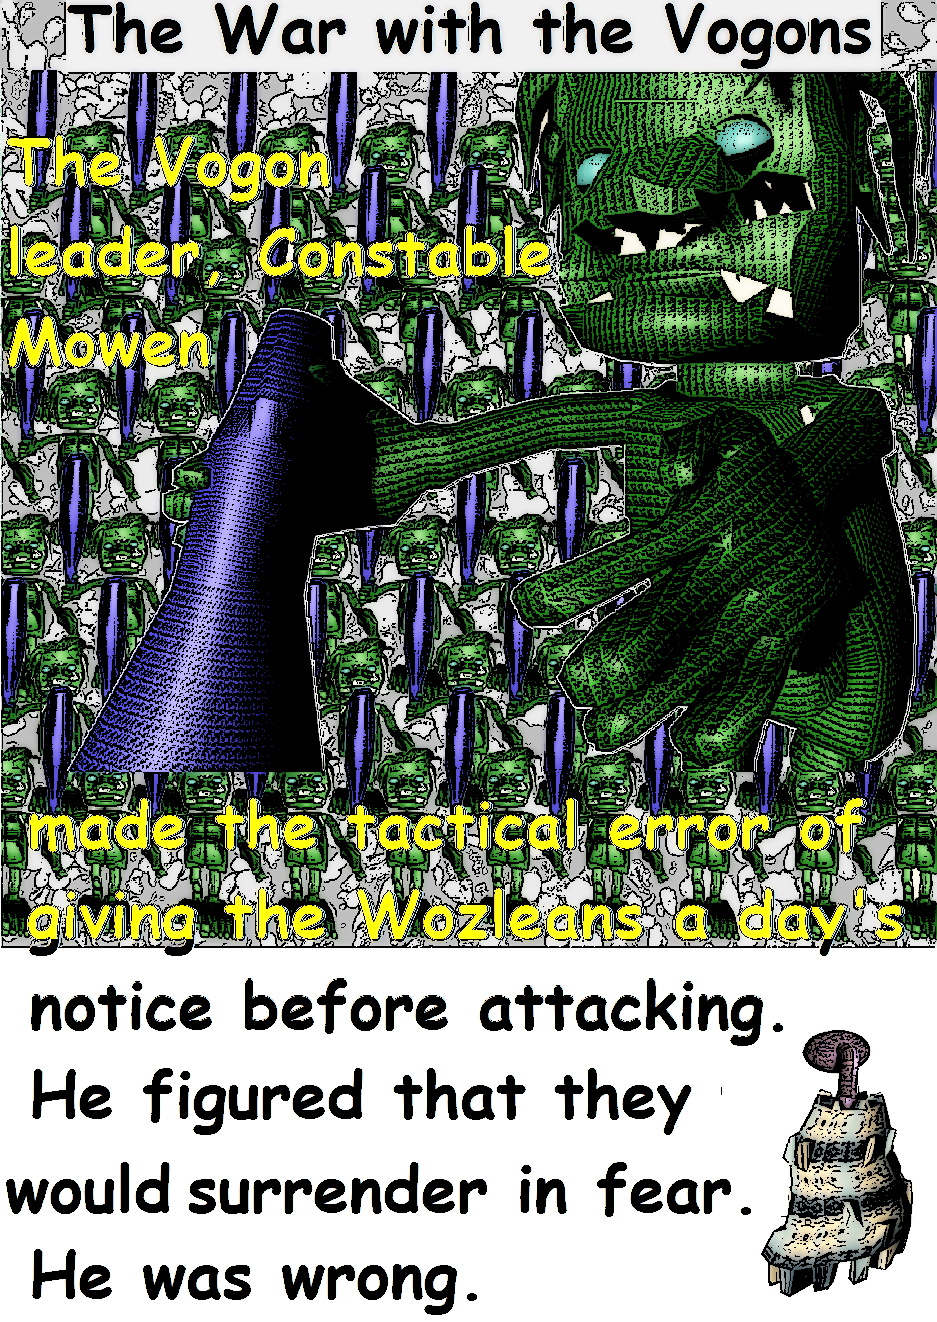 The War with the Vogons
The Vogon
leader, Constable
Mowen
made the tactical error of
giving the Wozleans a day's
notice before attacking.
He figured that they
would surrender in fear.
He was wrong.